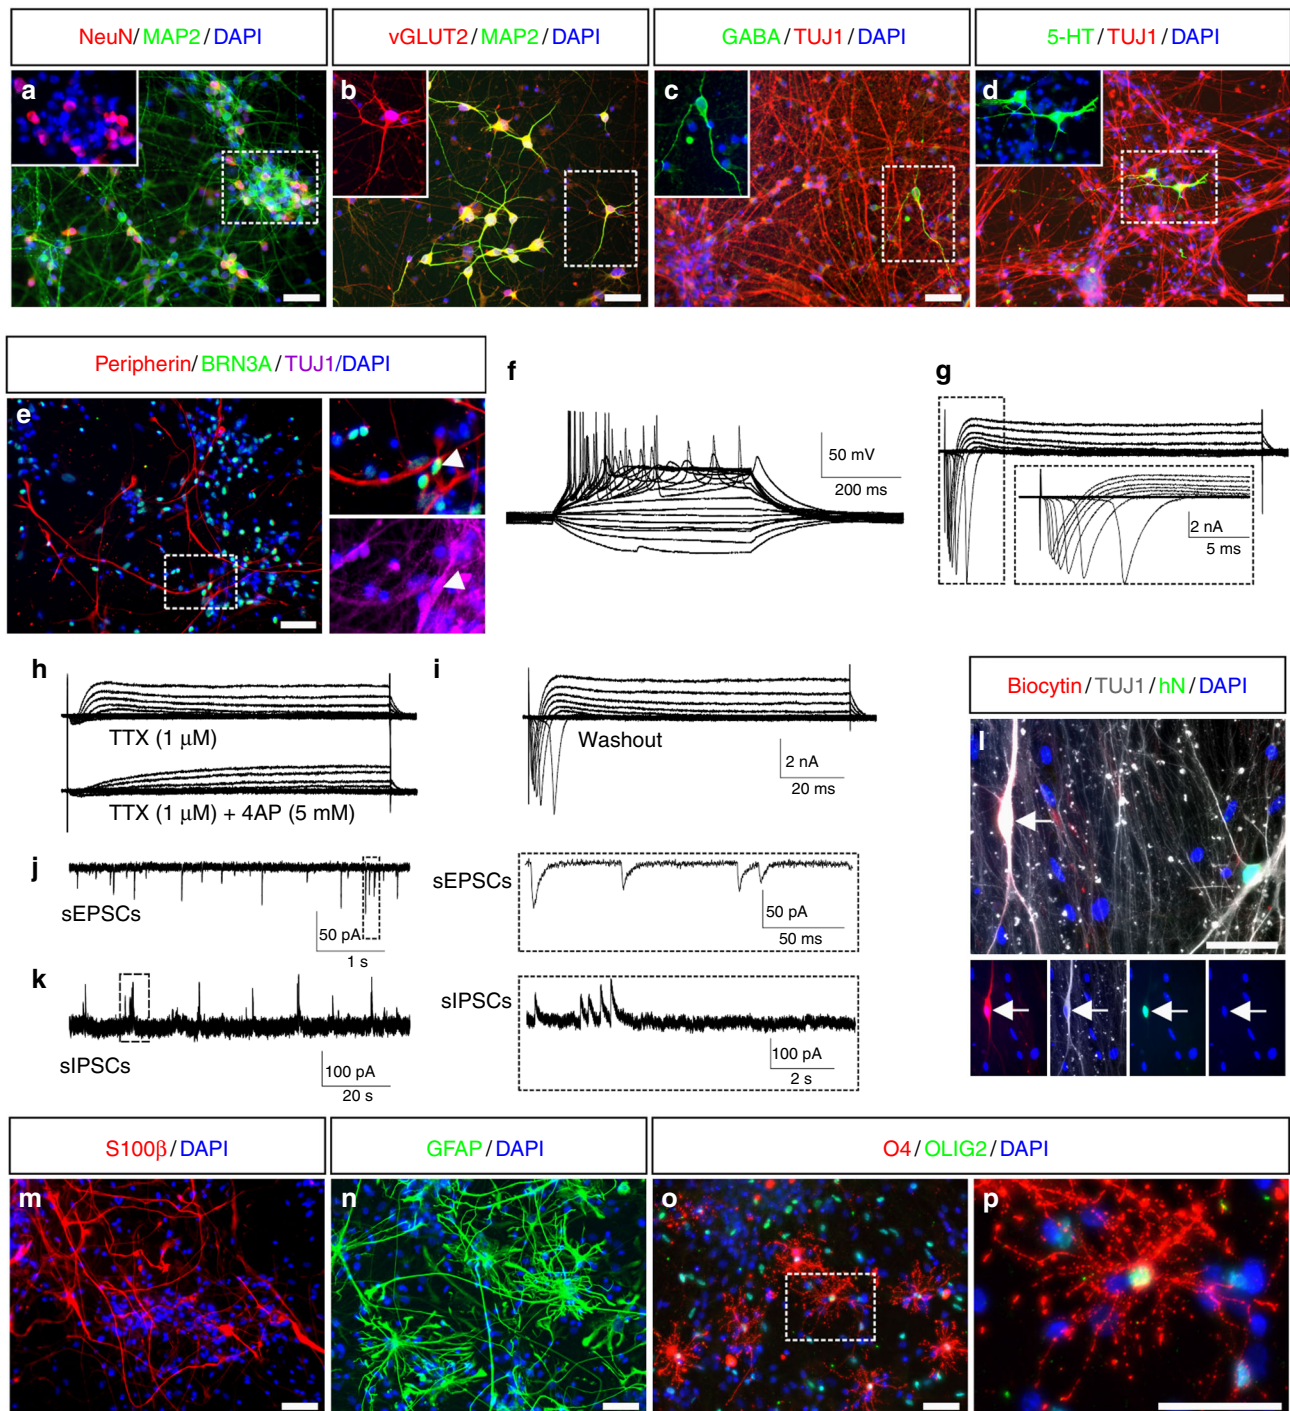 NeuN/MAP2/DAPI
vGLUT2/MAP2/DAPI
GABA/TUJ1/DAPI
5-HT/TUJ1/DAPI
a
b
c
d
Peripherin/BRN3A/TUJ1/DAPI
e
f
50 mV
200 ms
g
2 nA
5 ms
h
TTX (1 μM)
TTX (1 μM) + 4AP (5 mM)
i
Washout
2 nA
20 ms
j
sEPSCs
50 pA
1 s
sEPSCs
50 pA
50 ms
k
sIPSCs
100 pA
20 s
sIPSCs
100 pA
2 s
Biocytin/TUJ1/hN/DAPI
l
S100β/DAPI
GFAP/DAPI
O4/OLIG2/DAPI
m
n
o
p